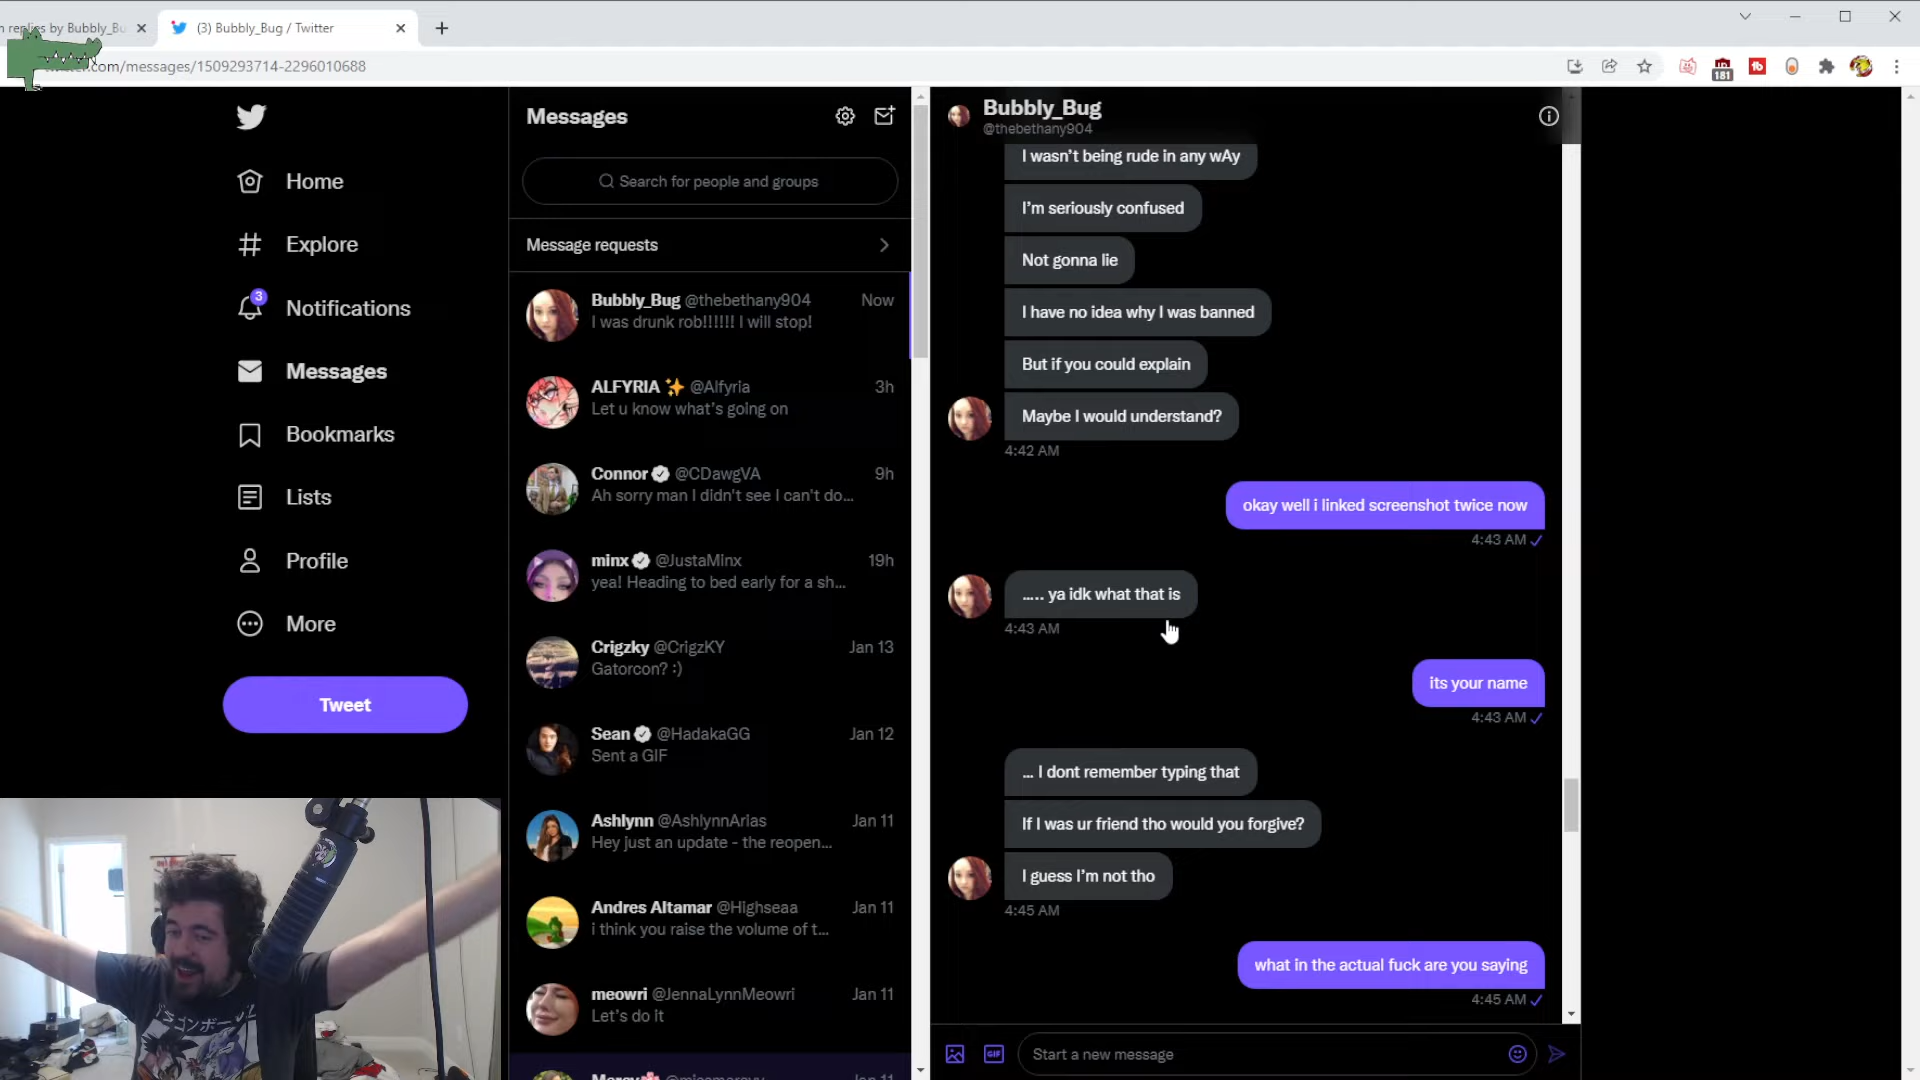 n replies by Bubbly_Bu
(3) Bubbly_Bug / Twitter
.com/messages/1509293714-2296010688
181
Home
Explore
3
Notifications
Messages
Bookmarks
Lists
Profile
More
Tweet
Messages
Search for people and groups
Message requests
Bubbly_Bug @thebethany904 Now
I was drunk rob!!!!!! I will stop!
ALFYRIA ✨ @Alfyria 3h
Let u know what's going on
Connor @CDawgVA 9h
Ah sorry man I didn't see I can't do...
minx @JustaMinx 19h
yea! Heading to bed early for a sh...
Crigzky @CrigzKY Jan 13
Gatorcon? :)
Sean @HadakaGG Jan 12
Sent a GIF
Ashlynn @AshlynnArias Jan 11
Hey just an update - the reopen...
Andres Altamar @Highseaa Jan 11
i think you raise the volume of t...
meowri @JennaLynnMeowri Jan 11
Let's do it
Jan 11
Bubbly_Bug
@thebethany904
I wasn't being rude in any wAy
I'm seriously confused
Not gonna lie
I have no idea why I was banned
But if you could explain
Maybe I would understand?
4:42 AM
okay well i linked screenshot twice now
4:43 AM
..... ya idk what that is
4:43 AM
its your name
4:43 AM
... I dont remember typing that
If I was ur friend tho would you forgive?
I guess I'm not tho
4:45 AM
what in the actual fuck are you saying
4:45 AM
GIF
Start a new message